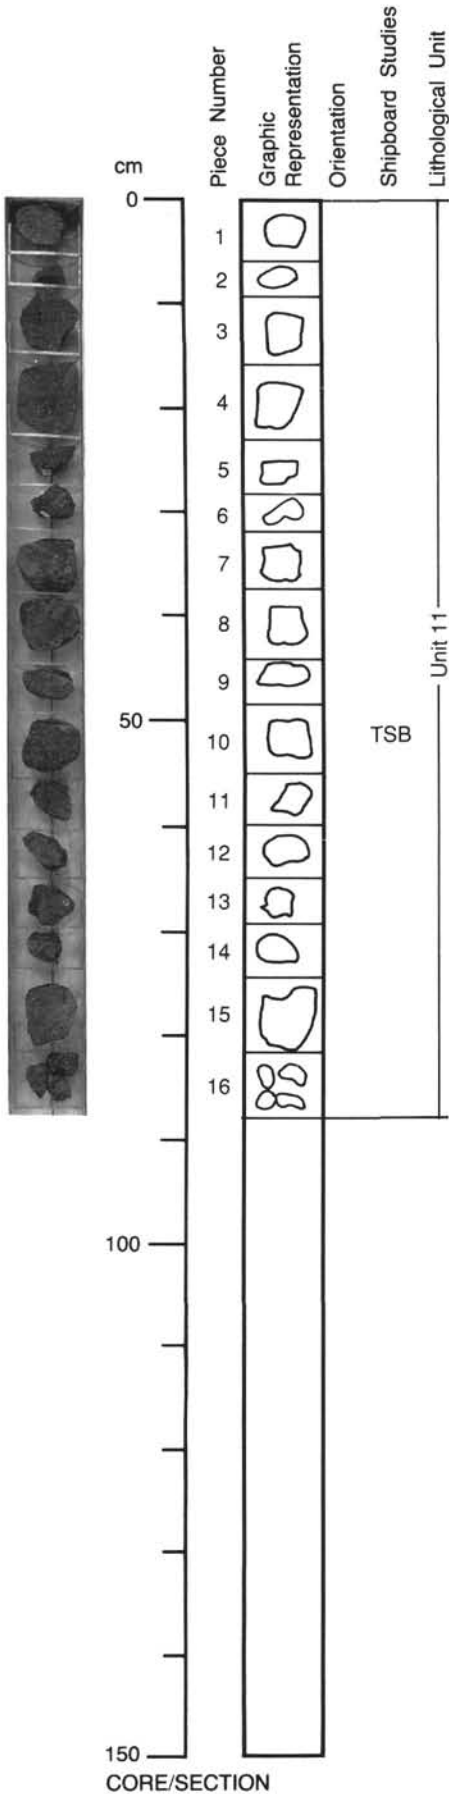 cm
Piece Number
Graphic
Representation
Orientation
Shipboard Studies
Lithological Unit
0
1
2
3
4
5
6
7
8
Unit 11
9
50
10
TSB
11
12
13
14
15
16
100
150
CORE/SECTION